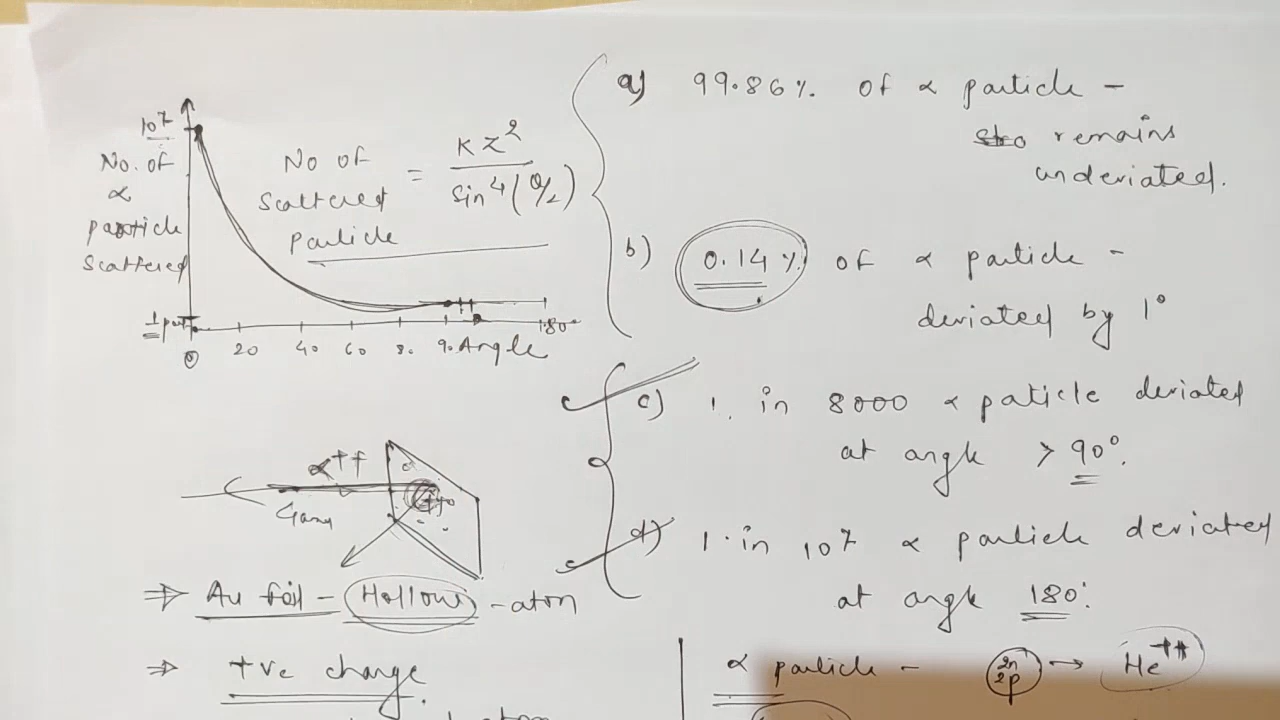 10⁷
No. of
α
particle
Scattered
1 part
0 20 40 60 80 90 Angle 180°
No of
Scattered
Particle
= KZ² / Sin⁴(θ/2)
a) 99.86% of α particle -
remains
undeviated.
b) 0.14% of α particle -
deviated by 1°
c) 1. in 8000 α paticle deviated
at angle > 90°.
d) 1. in 10⁷ α particle deviated
at angle 180°.
α++
⇒ Au foil - Hollow - atom
⇒ +ve charge.
α particle - 2n 2p → He++